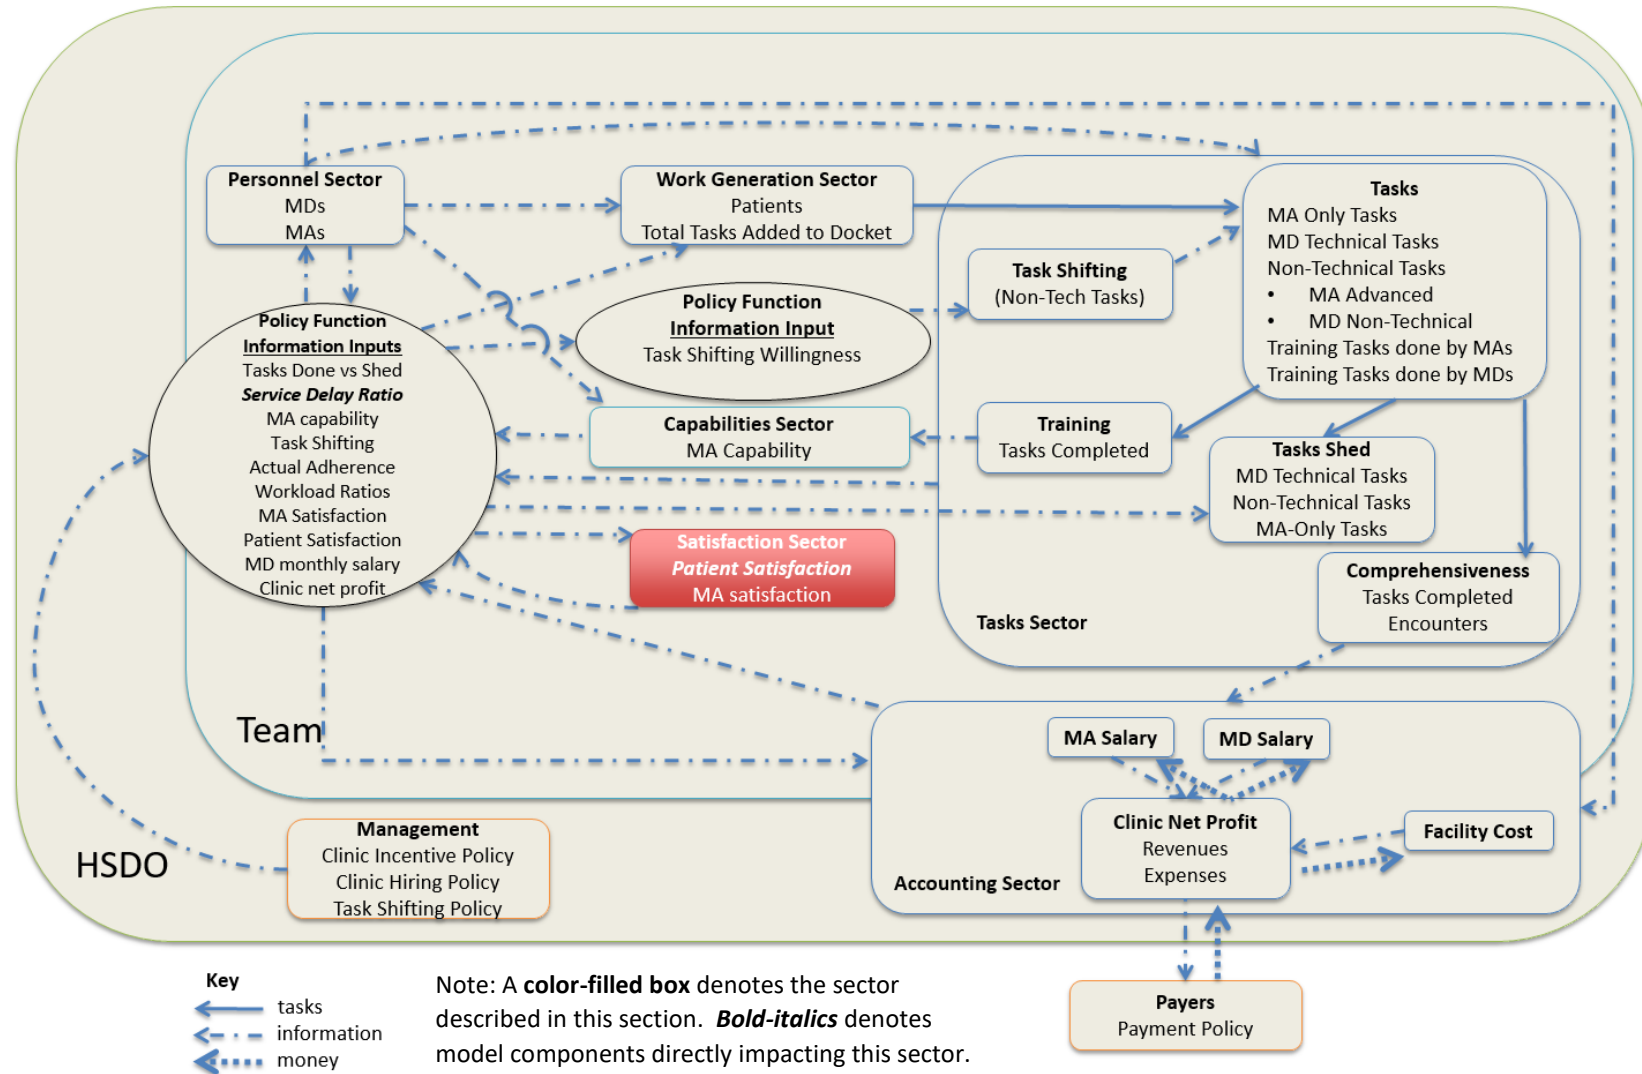 Personnel Sector
MDs
MAs
Work Generation Sector
Patients
Total Tasks Added to Docket
Tasks
MA Only Tasks
MD Technical Tasks
Non-Technical Tasks
• MA Advanced
• MD Non-Technical
Training Tasks done by MAs
Training Tasks done by MDs
Task Shifting
(Non-Tech Tasks)
Policy Function
Information Input
Task Shifting Willingness
Policy Function
Information Inputs
Tasks Done vs Shed
Service Delay Ratio
MA capability
Task Shifting
Actual Adherence
Workload Ratios
MA Satisfaction
Patient Satisfaction
MD monthly salary
Clinic net profit
Capabilities Sector
MA Capability
Training
Tasks Completed
Tasks Shed
MD Technical Tasks
Non-Technical Tasks
MA-Only Tasks
Satisfaction Sector
Patient Satisfaction
MA satisfaction
Comprehensiveness
Tasks Completed
Encounters
Tasks Sector
Team
MA Salary
MD Salary
Clinic Net Profit
Revenues
Expenses
Facility Cost
Accounting Sector
HSDO
Management
Clinic Incentive Policy
Clinic Hiring Policy
Task Shifting Policy
Payers
Payment Policy
Key
tasks
information
money
Note: A color-filled box denotes the sector
described in this section. Bold-italics denotes
model components directly impacting this sector.